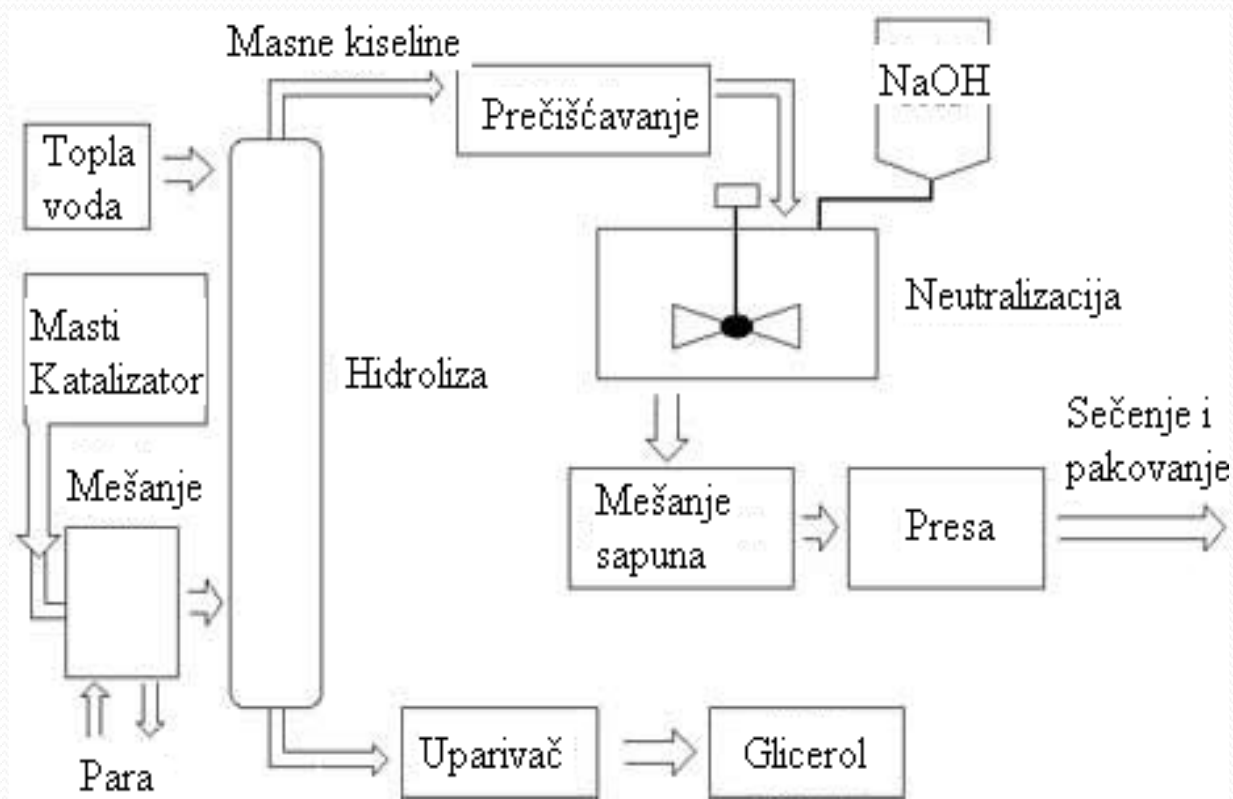 Masne kiseline
NaOH
Prečišćavanje
Topla
voda
Neutralizacija
Masti
Katalizator
Hidroliza
Sečenje i
pakovanje
Mešanje
Mešanje
sapuna
Presa
Uparivač
Glicerol
Para